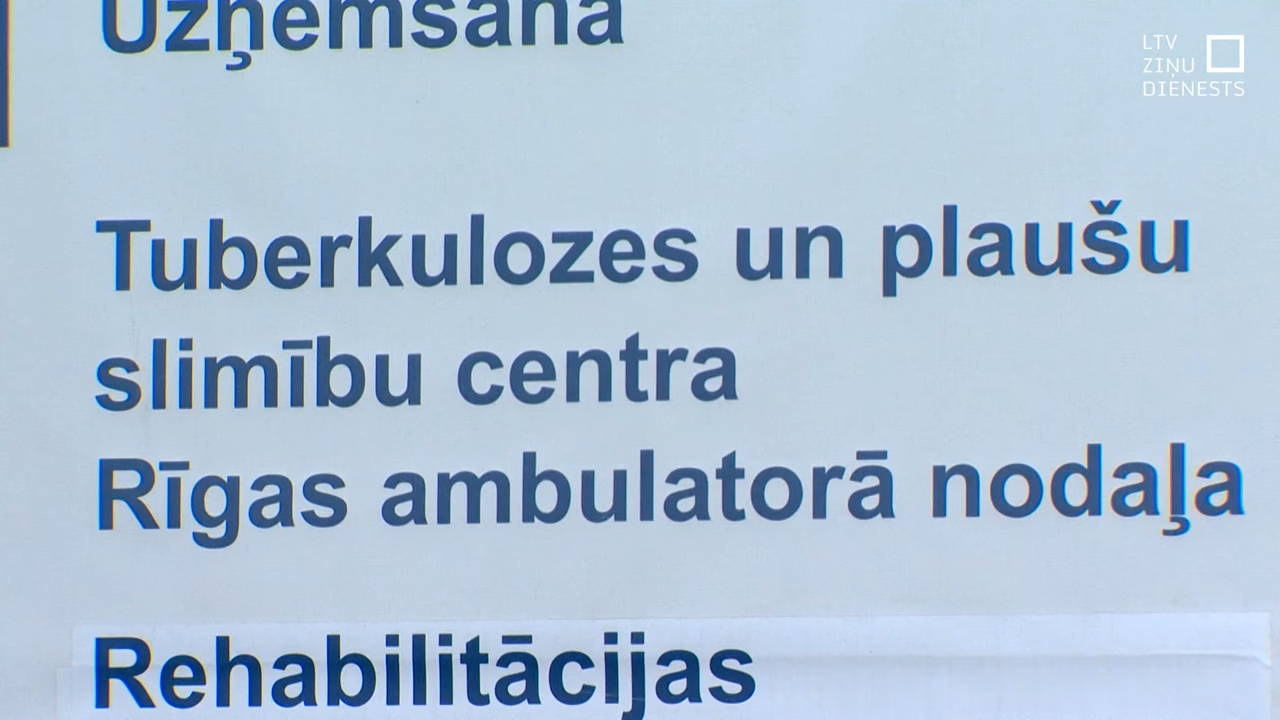 Uzņemšana
LTV
ZIŅU
DIENESTS
Tuberkulozes un plaušu
slimību centra
Rīgas ambulatorā nodaļa
Rehabilitācijas